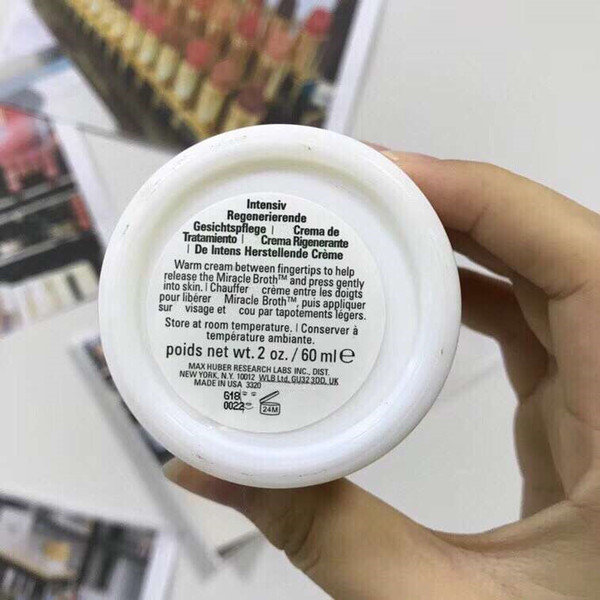 Intensiv
Regenerierende
Gesichtspflege | Crema de
Tratamiento | Crema Rigenerante
| De Intens Herstellende Crème
Warm cream between fingertips to help
release the Miracle Broth™ and press gently
into skin. | Chauffer crème entre les doigts
pour libérer Miracle Broth™, puis appliquer
sur visage et cou par tapotements légers.
Store at room temperature. | Conserver à
température ambiante.
poids net wt. 2 oz. / 60 ml ℮
MAX HUBER RESEARCH LABS INC., DIST.
NEW YORK, N.Y. 10012 WLB Ltd, GU32 3DD, UK
MADE IN USA 3320
G18
0022 24M